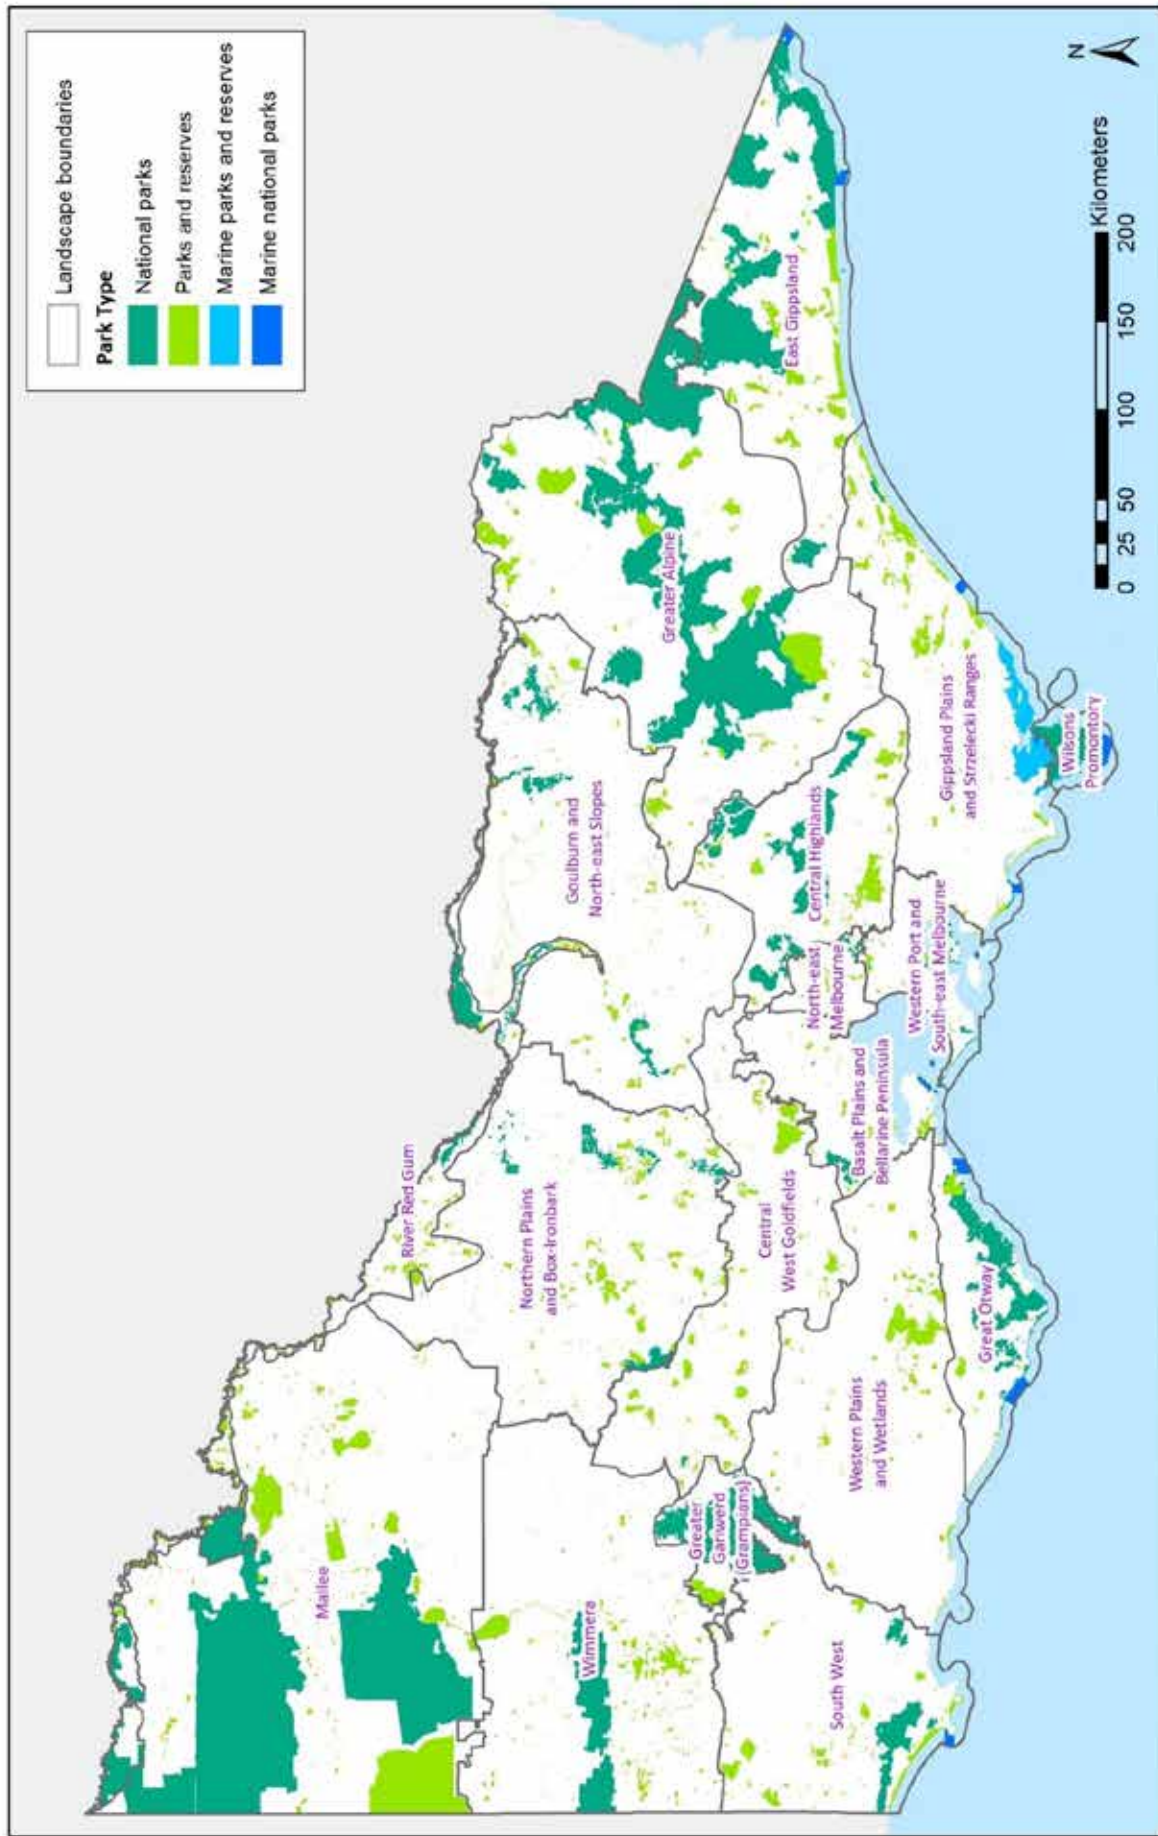 Landscape boundaries
Park Type
National parks
Parks and reserves
Marine parks and reserves
Marine national parks
N
Kilometers
0 25 50 100 150 200
Mallee
River Red Gum
Wimmera
Northern Plains
and Box-Ironbark
Goulburn and
North-east Slopes
Greater Alpine
East Gippsland
Greater
Gariwerd
(Grampians)
Central
West Goldfields
North-east
Melbourne
Central Highlands
South West
Western Plains
and Wetlands
Basalt Plains and
Bellarine Peninsula
Western Port and
South-east Melbourne
Gippsland Plains
and Strzelecki Ranges
Great Otway
Wilsons
Promontory